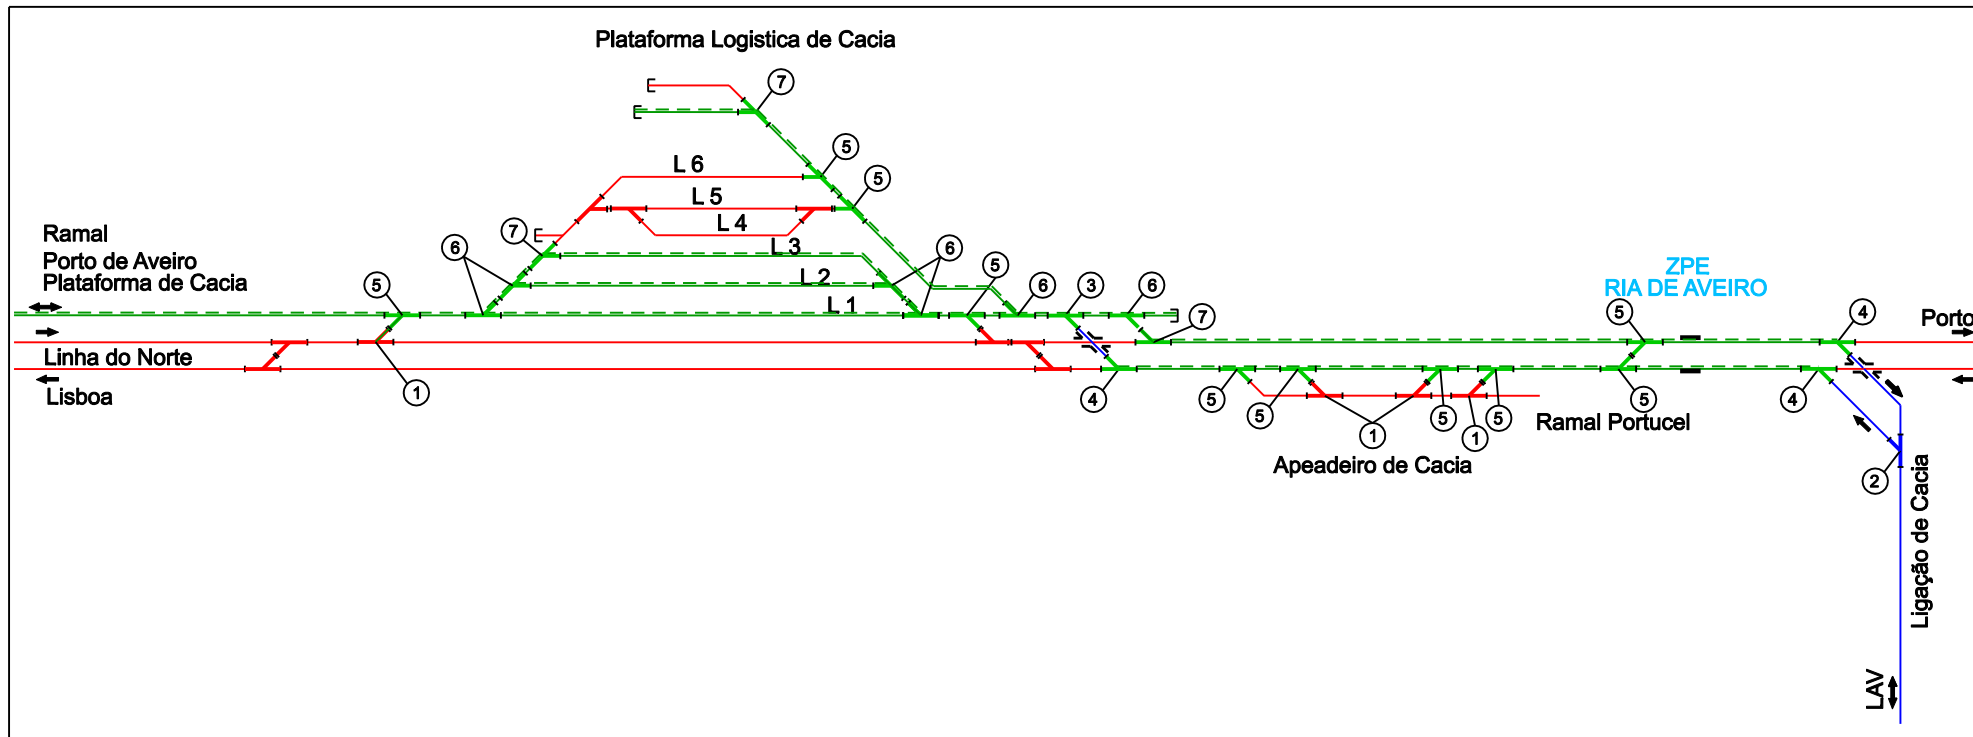 Plataforma Logistica de Cacia
7
5
5
L 6
L 5
L 4
L 3
L 2
L 1
Ramal
Porto de Aveiro
Plataforma de Cacia
5
6
7
6
5
6
3
6
7
ZPE
RIA DE AVEIRO
5
4
Porto
Linha do Norte
Lisboa
1
4
5
5
1
5
1
5
5
4
Ramal Portucel
Apeadeiro de Cacia
2
Ligação de Cacia
LAV